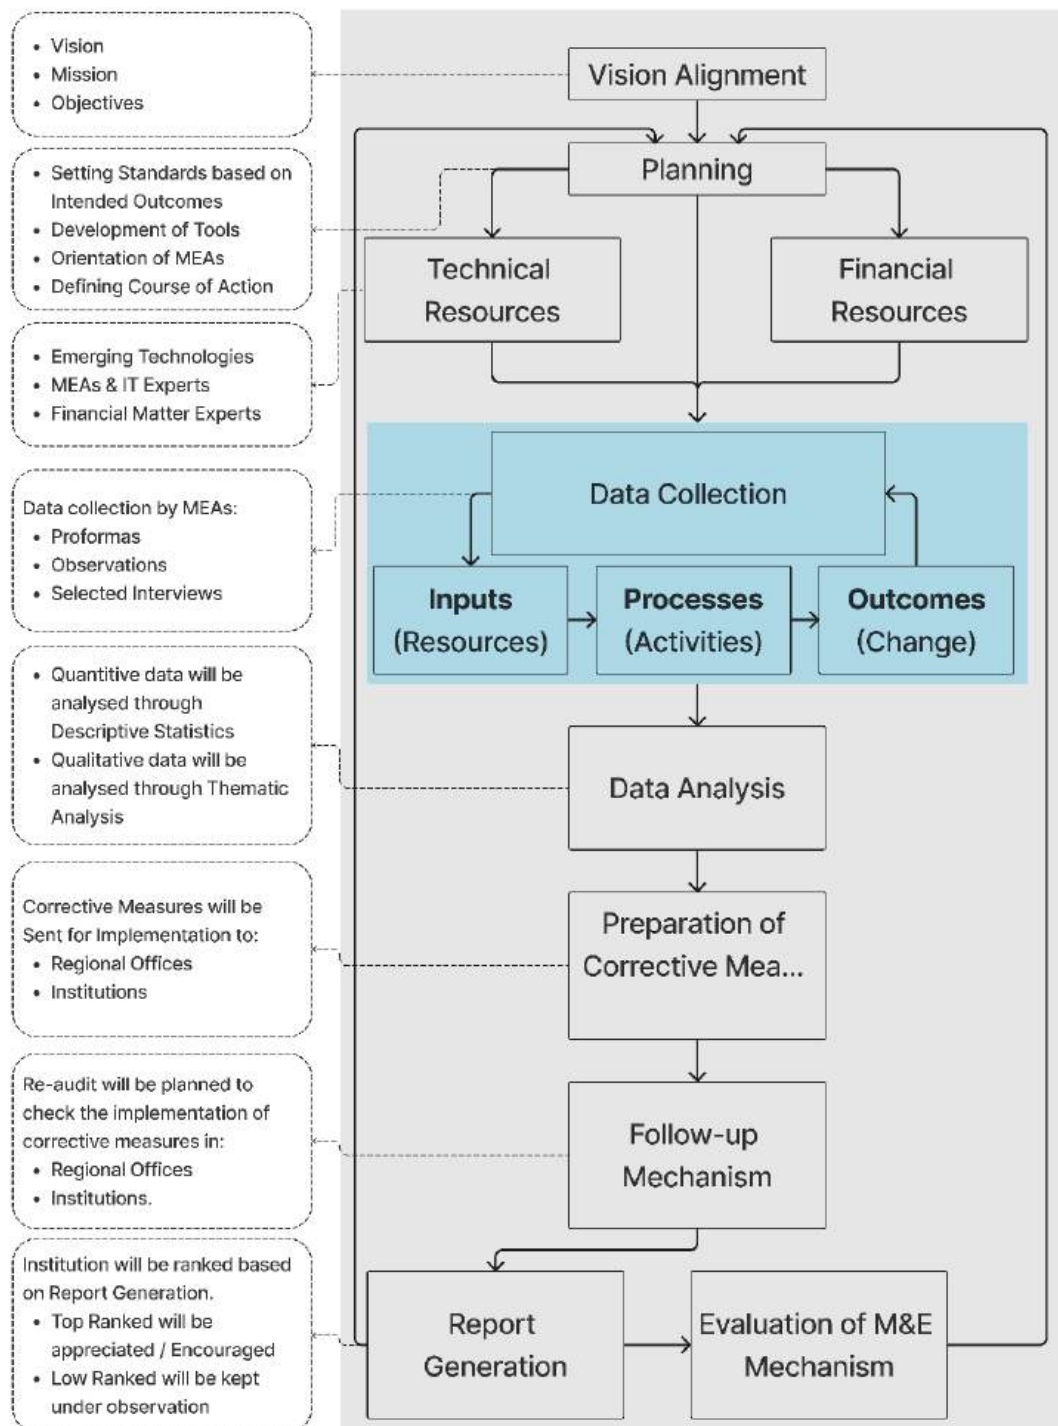 Vision
Mission
Objectives
Vision Alignment
Setting Standards based on
Intended Outcomes
Development of Tools
Orientation of MEAs
Defining Course of Action
Planning
Technical
Resources
Financial
Resources
Emerging Technologies
MEAs & IT Experts
Financial Matter Experts
Data collection by MEAs:
Proformas
Observations
Selected Interviews
Data Collection
Inputs
(Resources)
Processes
(Activities)
Outcomes
(Change)
Quantitive data will be
analysed through
Descriptive Statistics
Qualitative data will be
analysed through Thematic
Analysis
Data Analysis
Corrective Measures will be
Sent for Implementation to:
Regional Offices
Institutions
Preparation of
Corrective Mea...
Re-audit will be planned to
check the implementation of
corrective measures in:
Regional Offices
Institutions.
Follow-up
Mechanism
Institution will be ranked based
on Report Generation.
Top Ranked will be
appreciated / Encouraged
Low Ranked will be kept
under observation
Report
Generation
Evaluation of M&E
Mechanism